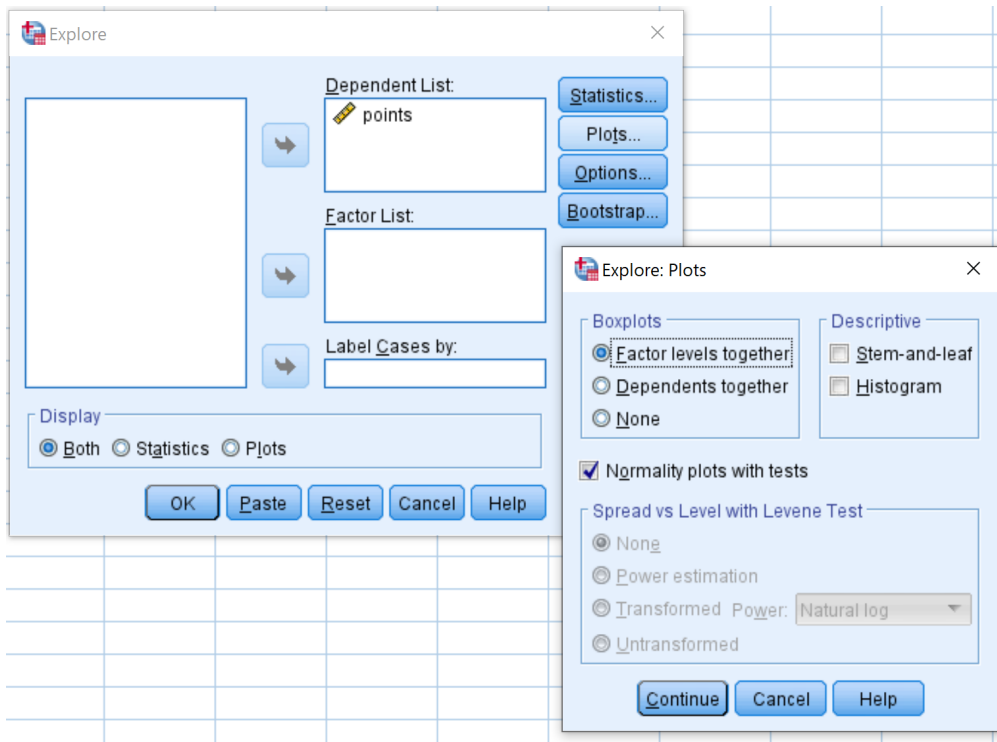 Explore
Dependent List:
points
Statistics...
Plots...
Options...
Bootstrap...
Factor List:
Label Cases by:
Display
Both Statistics Plots
OK Paste Reset Cancel Help
Explore: Plots
Boxplots
Factor levels together
Dependents together
None
Descriptive
Stem-and-leaf
Histogram
Normality plots with tests
Spread vs Level with Levene Test
None
Power estimation
Transformed Power: Natural log
Untransformed
Continue Cancel Help